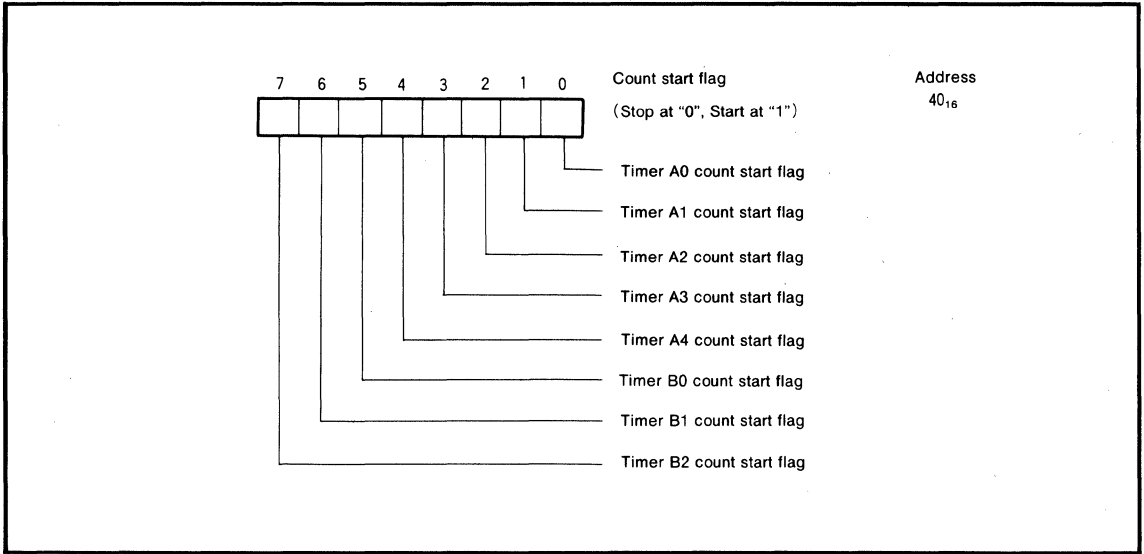 7 6 5 4 3 2 1 0
Count start flag
(Stop at “0”, Start at “1”)
Address
40₁₆
Timer A0 count start flag
Timer A1 count start flag
Timer A2 count start flag
Timer A3 count start flag
Timer A4 count start flag
Timer B0 count start flag
Timer B1 count start flag
Timer B2 count start flag